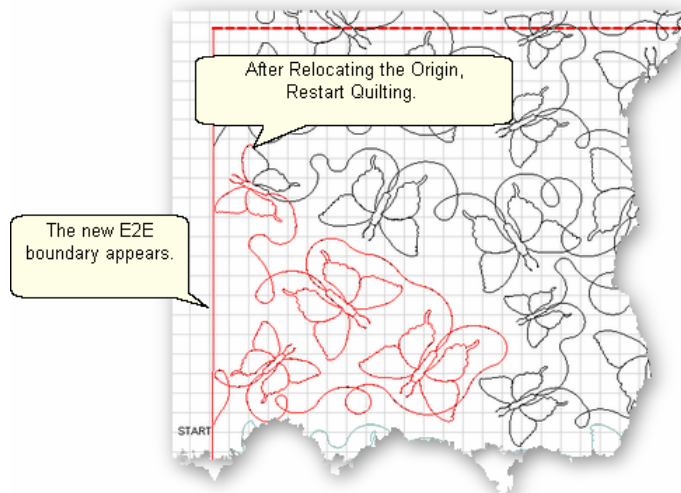 After Relocating the Origin,
Restart Quilting.
The new E2E
boundary appears.
START